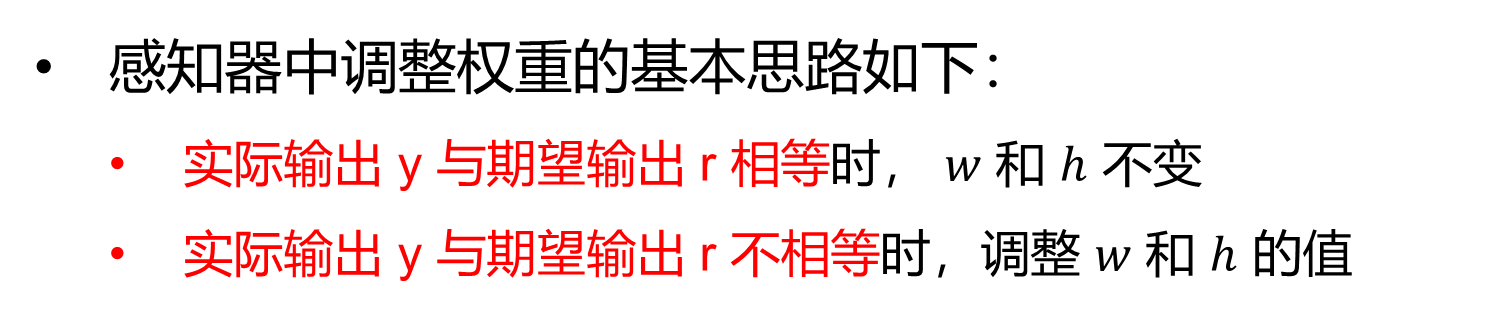 • 感知器中调整权重的基本思路如下：
• 实际输出 y 与期望输出 r 相等时， w 和 h 不变
• 实际输出 y 与期望输出 r 不相等时，调整 w 和 h 的值